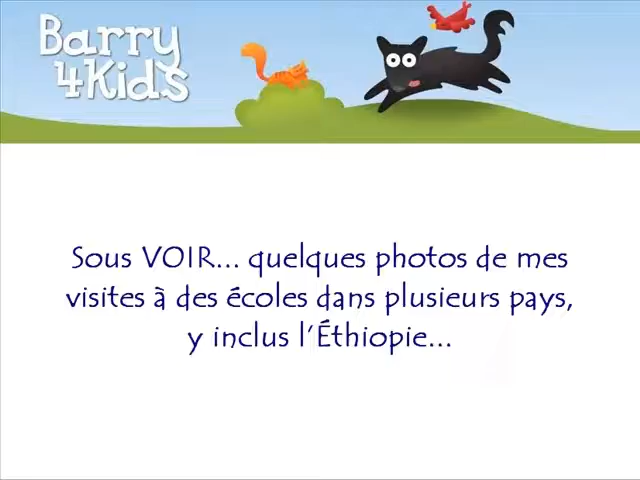 Barry
4Kids
Sous VOIR... quelques photos de mes
visites à des écoles dans plusieurs pays,
y inclus l'Éthiopie...